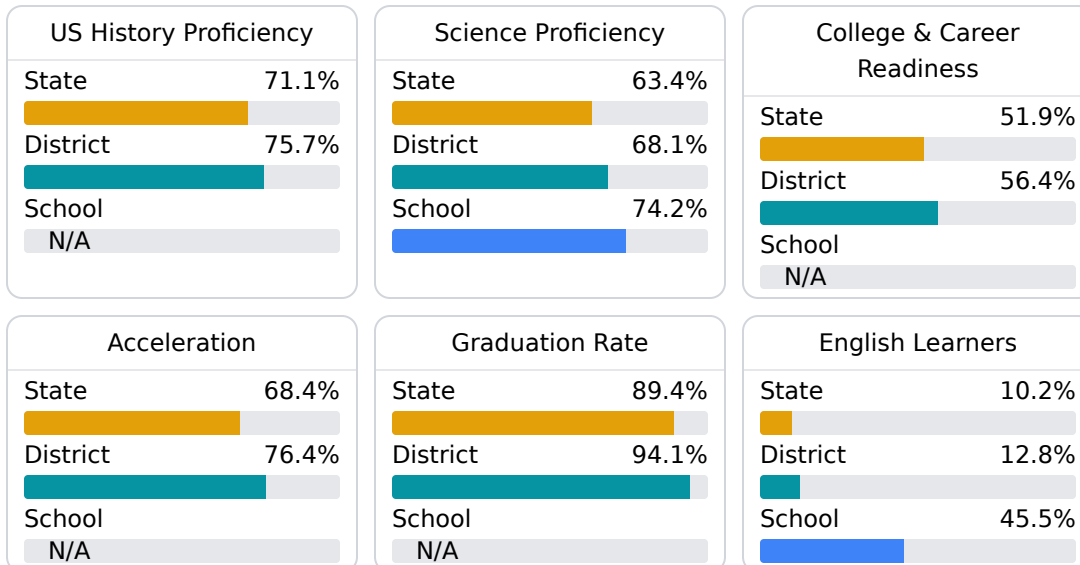 US History Proficiency
State 71.1%
District 75.7%
School
N/A
Science Proficiency
State 63.4%
District 68.1%
School 74.2%
College & Career
Readiness
State 51.9%
District 56.4%
School
N/A
Acceleration
State 68.4%
District 76.4%
School
N/A
Graduation Rate
State 89.4%
District 94.1%
School
N/A
English Learners
State 10.2%
District 12.8%
School 45.5%